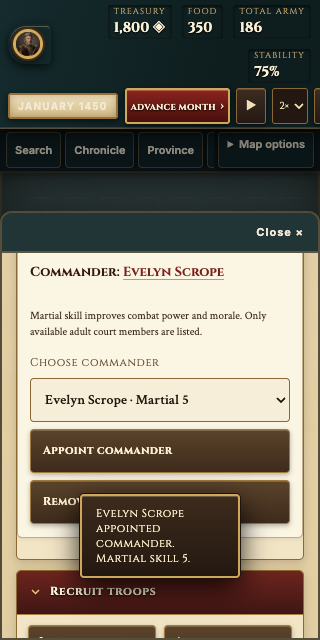 TREASURY
1,800
FOOD
350
TOTAL ARMY
186
STABILITY
75%
JANUARY 1450
ADVANCE MONTH ›
2×
Search
Chronicle
Province
Map options
Close ×
Commander: Evelyn Scrope
Martial skill improves combat power and morale. Only
available adult court members are listed.
Choose commander
Evelyn Scrope · Martial 5
Appoint commander
Evelyn Scrope
appointed
commander.
Martial skill 5.
Recruit troops